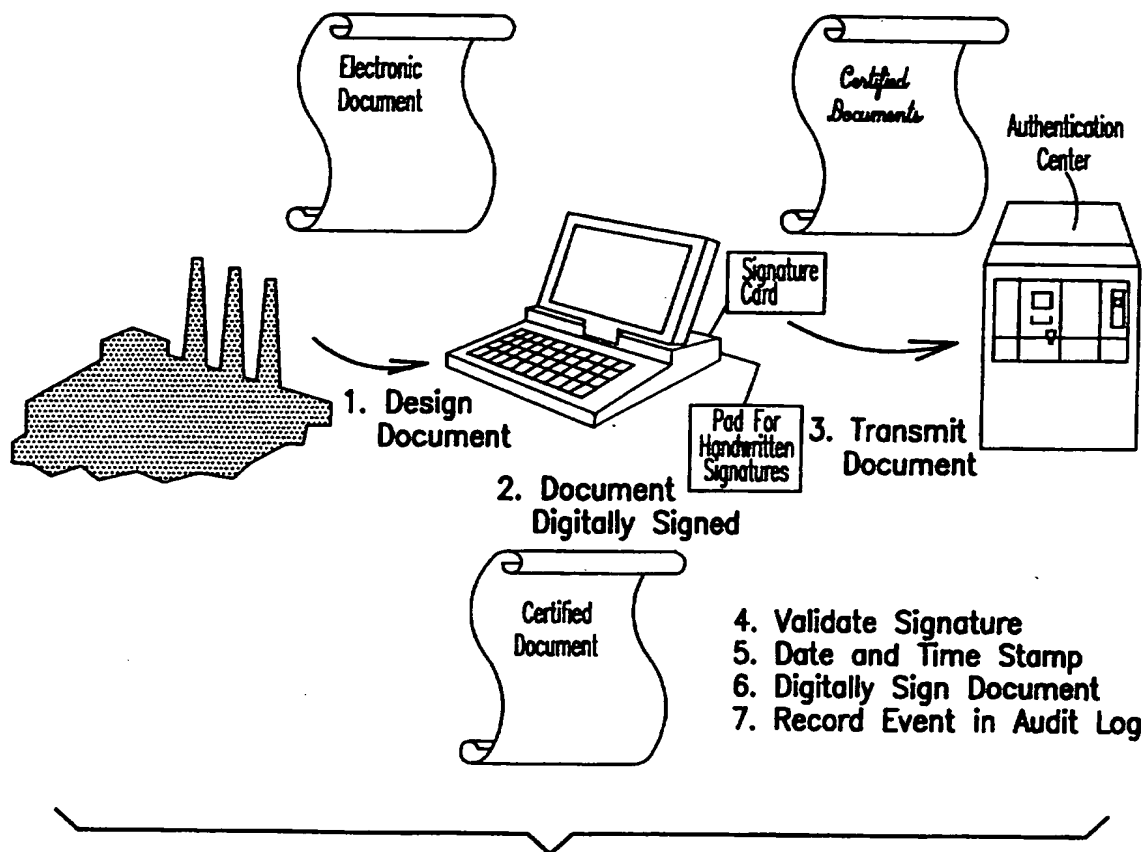 Electronic
Document
Certified
Documents
Authentication
Center
Signature
Card
1. Design
Document
Pad For
Handwritten
Signatures
3. Transmit
Document
2. Document
Digitally Signed
Certified
Document
4. Validate Signature
5. Date and Time Stamp
6. Digitally Sign Document
7. Record Event in Audit Log